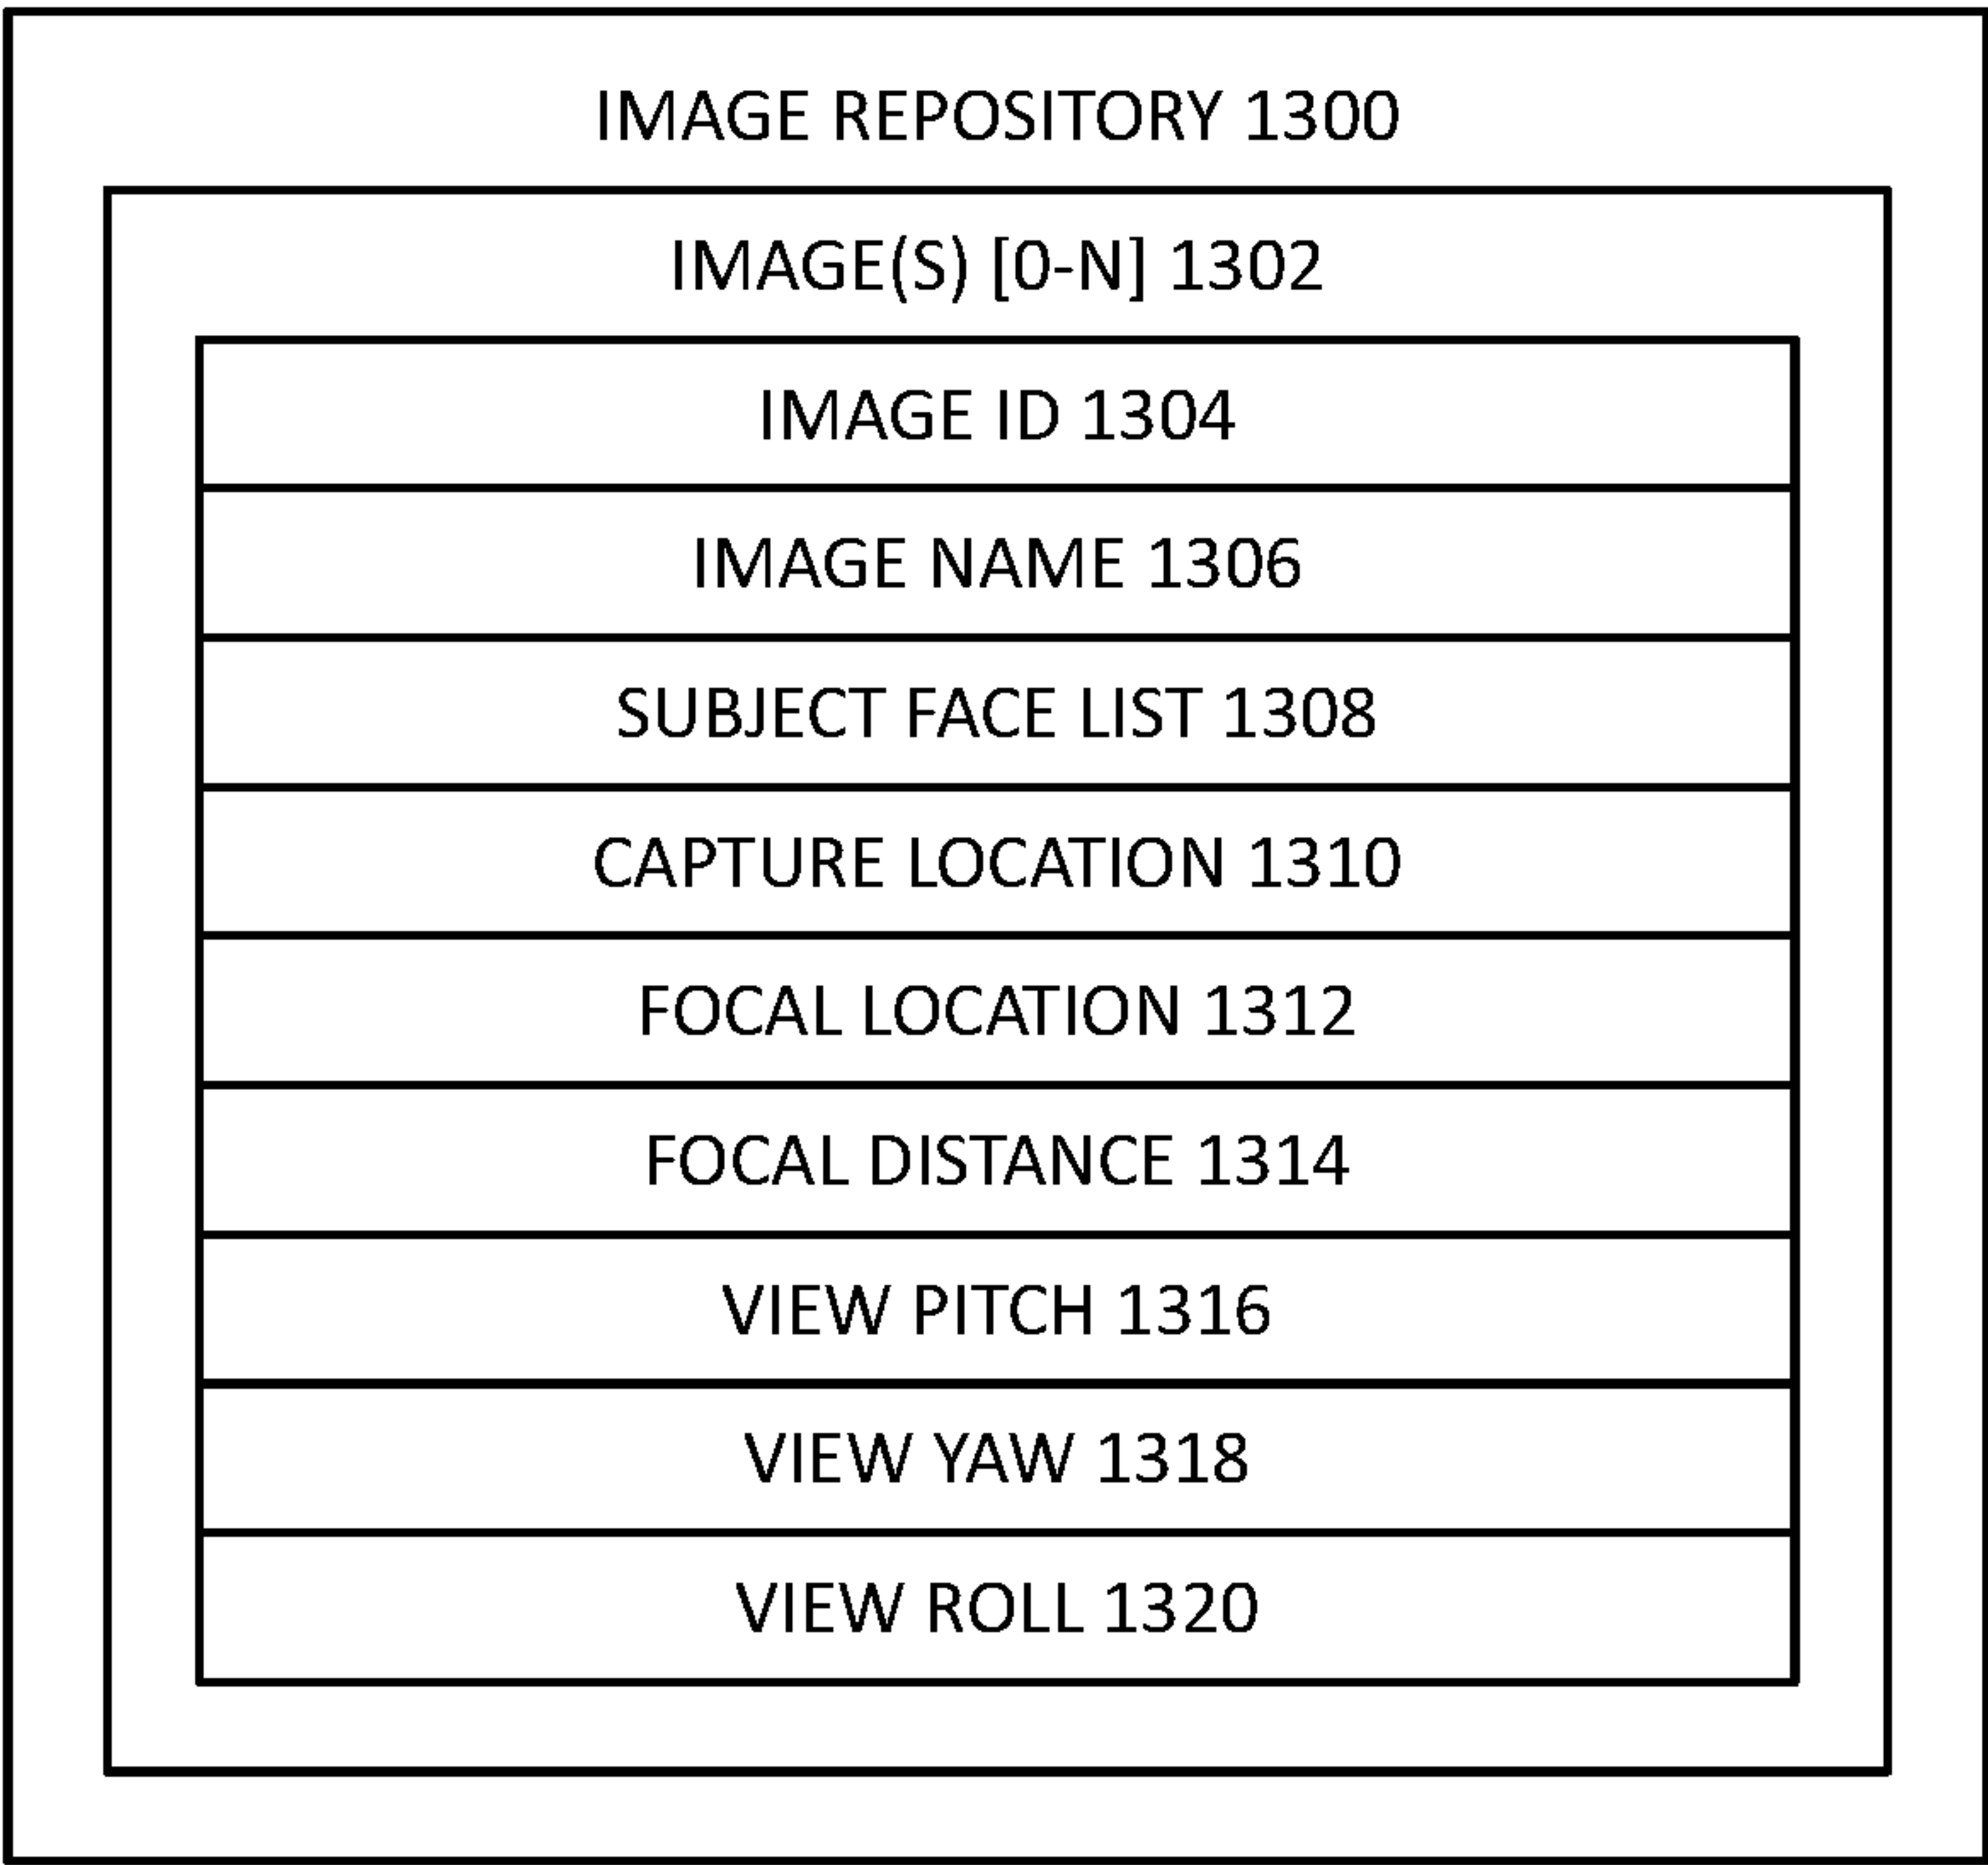 IMAGE REPOSITORY 1300
IMAGE(S) [0-N] 1302
IMAGE ID 1304
IMAGE NAME 1306
SUBJECT FACE LIST 1308
CAPTURE LOCATION 1310
FOCAL LOCATION 1312
FOCAL DISTANCE 1314
VIEW PITCH 1316
VIEW YAW 1318
VIEW ROLL 1320